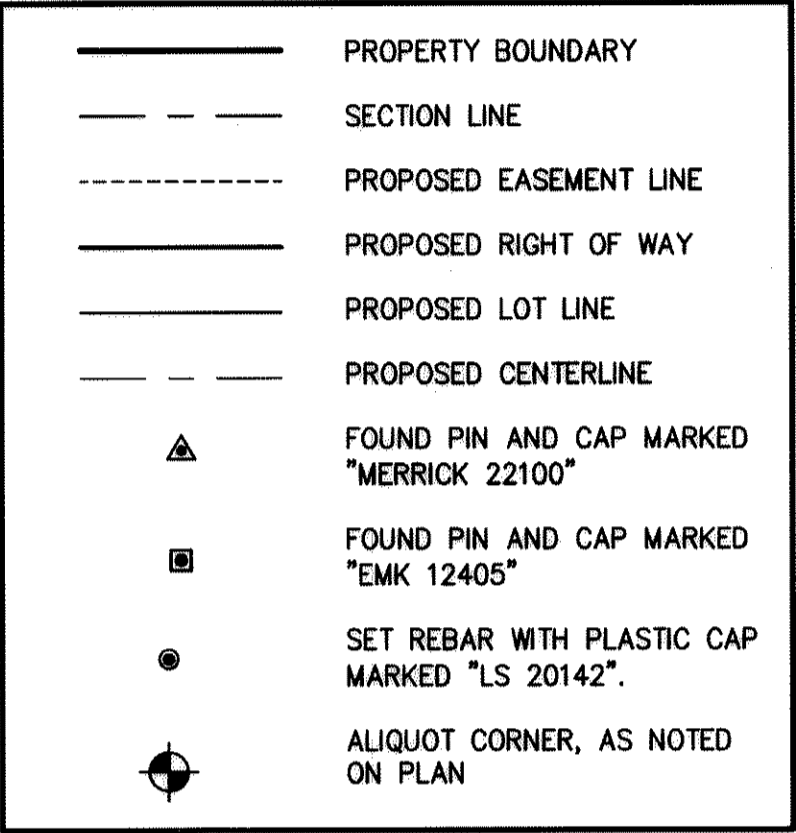 PROPERTY BOUNDARY
SECTION LINE
PROPOSED EASEMENT LINE
PROPOSED RIGHT OF WAY
PROPOSED LOT LINE
PROPOSED CENTERLINE
FOUND PIN AND CAP MARKED
"MERRICK 22100"
FOUND PIN AND CAP MARKED
"EMK 12405"
SET REBAR WITH PLASTIC CAP
MARKED "LS 20142".
ALIQUOT CORNER, AS NOTED
ON PLAN